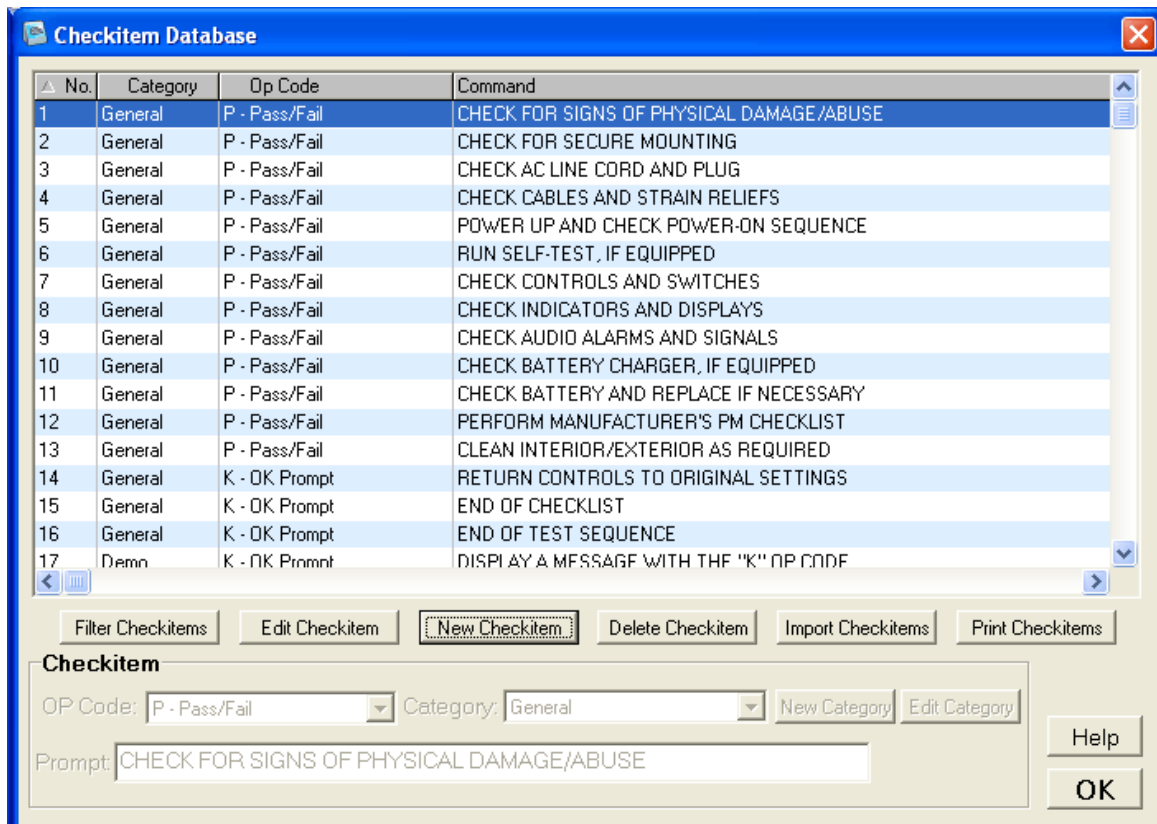 Checkitem Database
No. Category Op Code Command
1 General P - Pass/Fail CHECK FOR SIGNS OF PHYSICAL DAMAGE/ABUSE
2 General P - Pass/Fail CHECK FOR SECURE MOUNTING
3 General P - Pass/Fail CHECK AC LINE CORD AND PLUG
4 General P - Pass/Fail CHECK CABLES AND STRAIN RELIEFS
5 General P - Pass/Fail POWER UP AND CHECK POWER-ON SEQUENCE
6 General P - Pass/Fail RUN SELF-TEST, IF EQUIPPED
7 General P - Pass/Fail CHECK CONTROLS AND SWITCHES
8 General P - Pass/Fail CHECK INDICATORS AND DISPLAYS
9 General P - Pass/Fail CHECK AUDIO ALARMS AND SIGNALS
10 General P - Pass/Fail CHECK BATTERY CHARGER, IF EQUIPPED
11 General P - Pass/Fail CHECK BATTERY AND REPLACE IF NECESSARY
12 General P - Pass/Fail PERFORM MANUFACTURER'S PM CHECKLIST
13 General P - Pass/Fail CLEAN INTERIOR/EXTERIOR AS REQUIRED
14 General K - OK Prompt RETURN CONTROLS TO ORIGINAL SETTINGS
15 General K - OK Prompt END OF CHECKLIST
16 General K - OK Prompt END OF TEST SEQUENCE
17 Demo K - OK Prompt DISPLAY A MESSAGE WITH THE "K" OP CODE
Filter Checkitems Edit Checkitem New Checkitem Delete Checkitem Import Checkitems Print Checkitems
Checkitem
OP Code: P - Pass/Fail Category: General New Category Edit Category
Prompt: CHECK FOR SIGNS OF PHYSICAL DAMAGE/ABUSE
Help
OK